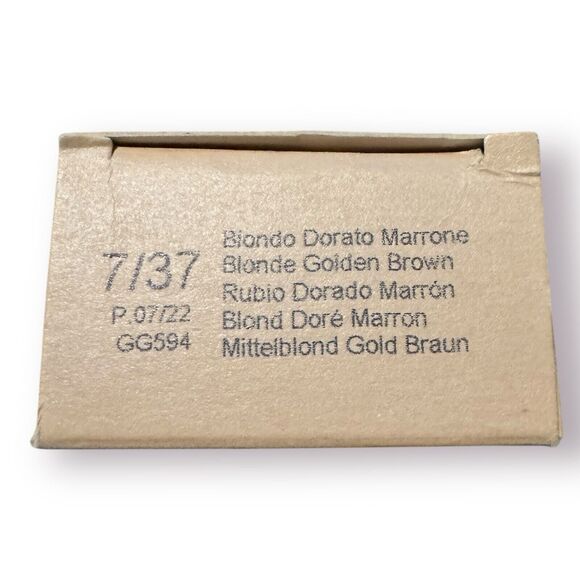 7/37
P.07/22
GG594
Biondo Dorato Marrone
Blonde Golden Brown
Rubio Dorado Marrón
Blond Doré Marron
Mittelblond Gold Braun